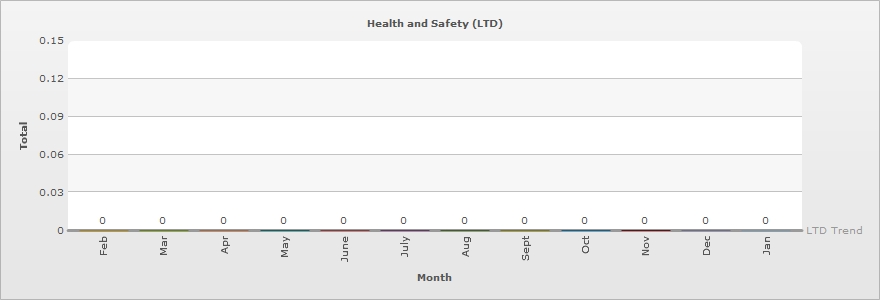 Health and Safety (LTD)
0.15
0.12
0.09
0.06
0.03
0
Total
0 0 0 0 0 0 0 0 0 0 0 0
LTD Trend
Feb Mar Apr May June July Aug Sept Oct Nov Dec Jan
Month